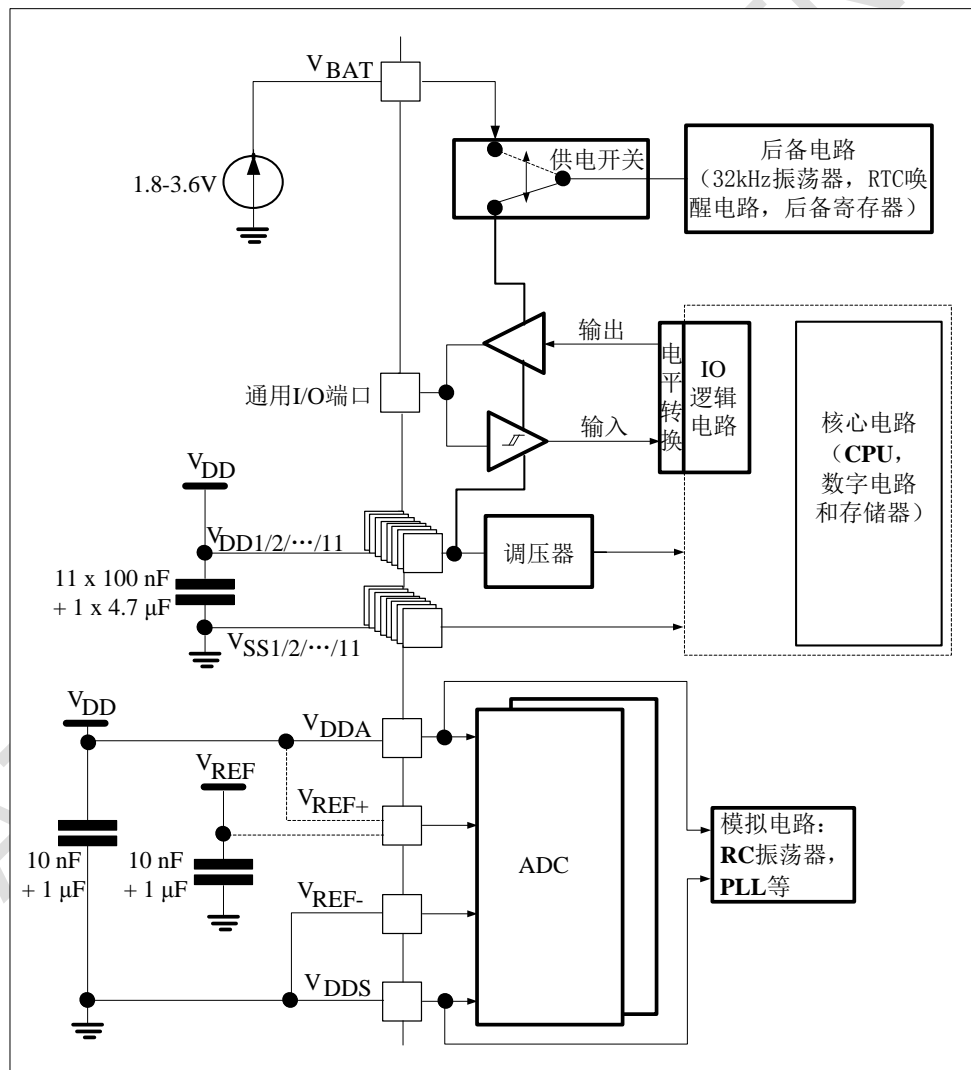 VBAT
1.8-3.6V
供电开关
后备电路
（32kHz振荡器，RTC唤
醒电路，后备寄存器）
输出
通用I/O端口
输入
电平转换
IO
逻辑
电路
核心电路
（CPU，
数字电路
和存储器）
VDD
VDD1/2/…/11
11 x 100 nF
+ 1 x 4.7 μF
调压器
VSS1/2/…/11
VDD
VDDA
VREF
VREF+
10 nF
+ 1 μF
10 nF
+ 1 μF
ADC
模拟电路：
RC振荡器，
PLL等
VREF-
VDDS